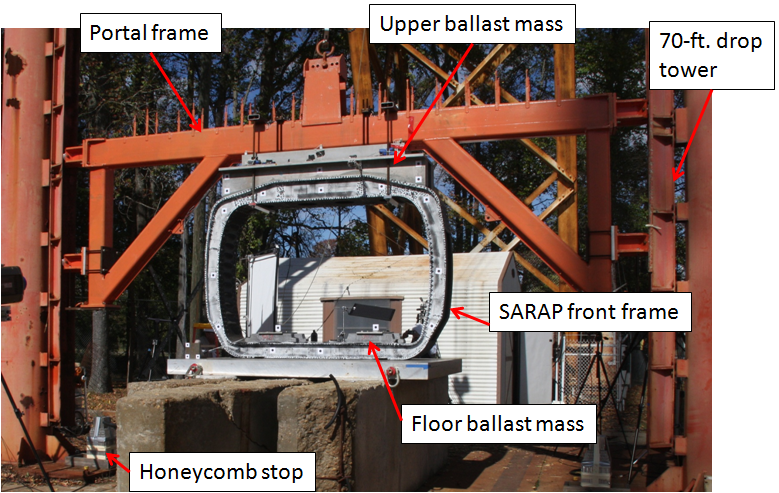 Portal frame
Upper ballast mass
70-ft. drop
tower
SARAP front frame
Floor ballast mass
Honeycomb stop